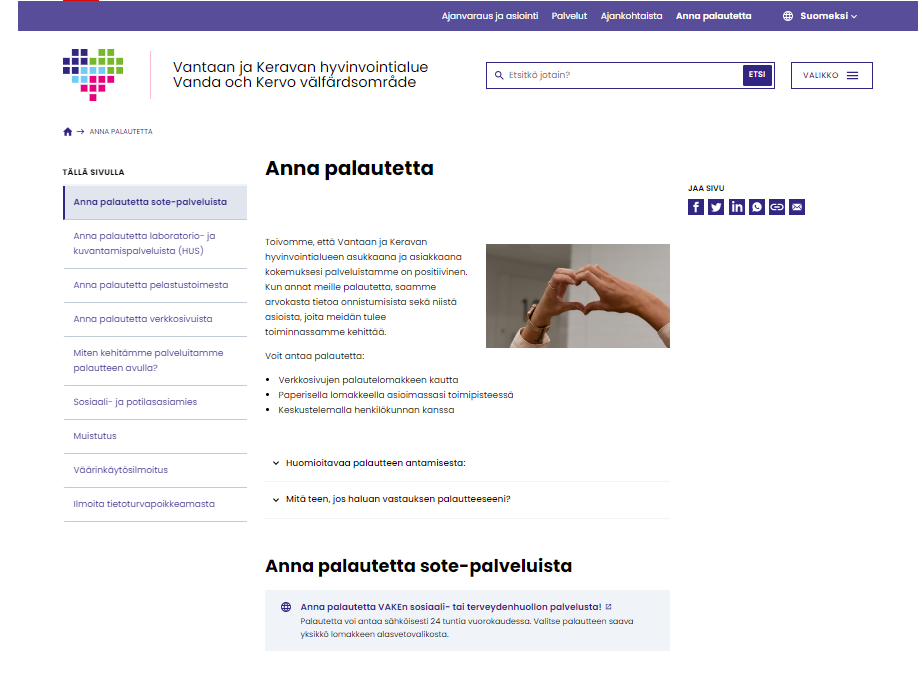 Ajanvaraus ja asiointi Palvelut Ajankohtaista Anna palautetta Suomeksi
Vantaan ja Keravan hyvinvointialue
Vanda och Kervo välfärdsområde
Etsitkö jotain?
ETSI
VALIKKO
ANNA PALAUTETTA
TÄLLÄ SIVULLA
Anna palautetta sote-palveluista
Anna palautetta laboratorio- ja
kuvantamispalveluista (HUS)
Anna palautetta pelastustoimesta
Anna palautetta verkkosivuista
Miten kehitämme palveluitamme
palautteen avulla?
Sosiaali- ja potilasasiamies
Muistutus
Väärinkäytösilmoitus
Ilmoita tietoturvapoikkeamasta
Anna palautetta
Toivomme, että Vantaan ja Keravan
hyvinvointialueen asukkaana ja asiakkaana
kokemuksesi palveluistamme on positiivinen.
Kun annat meille palautetta, saamme
arvokasta tietoa onnistumisista sekä niistä
asioista, joita meidän tulee
toiminnassamme kehittää.
Voit antaa palautetta:
• Verkkosivujen palautelomakkeen kautta
• Paperisella lomakkeella asioimassasi toimipisteessä
• Keskustelemalla henkilökunnan kanssa
Huomioitavaa palautteen antamisesta:
Mitä teen, jos haluan vastauksen palautteeseeni?
Anna palautetta sote-palveluista
Anna palautetta VAKEn sosiaali- tai terveydenhuollon palvelusta!
Palautetta voi antaa sähköisesti 24 tuntia vuorokaudessa. Valitse palautteen saava
yksikkö lomakkeen alasvetovalikosta.
JAA SIVU